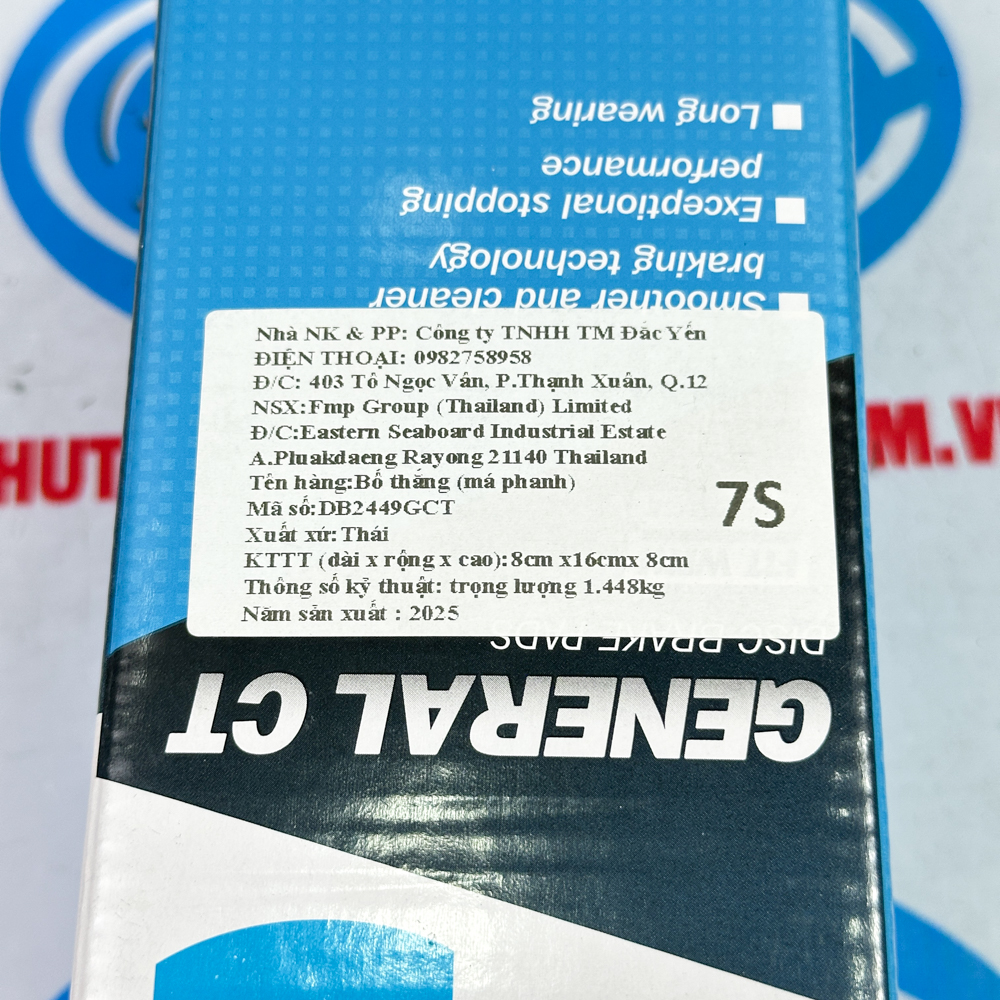 Nhà NK & PP: Công ty TNHH TM Đắc Yến
ĐIỆN THOẠI: 0982758958
Đ/C: 403 Tô Ngọc Vân, P.Thạnh Xuân, Q.12
NSX:Fmp Group (Thailand) Limited
Đ/C:Eastern Seaboard Industrial Estate
A.Pluakdaeng Rayong 21140 Thailand
Tên hàng:Bố thắng (má phanh)
Mã số:DB2449GCT
Xuất xứ:Thái
KTTT (dài x rộng x cao):8cm x16cmx 8cm
Thông số kỷ thuật: trọng lượng 1.448kg
Năm sản xuất : 2025
7S
GENERAL CT
DISC BRAKE PADS
Smoother and cleaner
braking technology
Exceptional stopping
performance
Long wearing
HUT
M.V